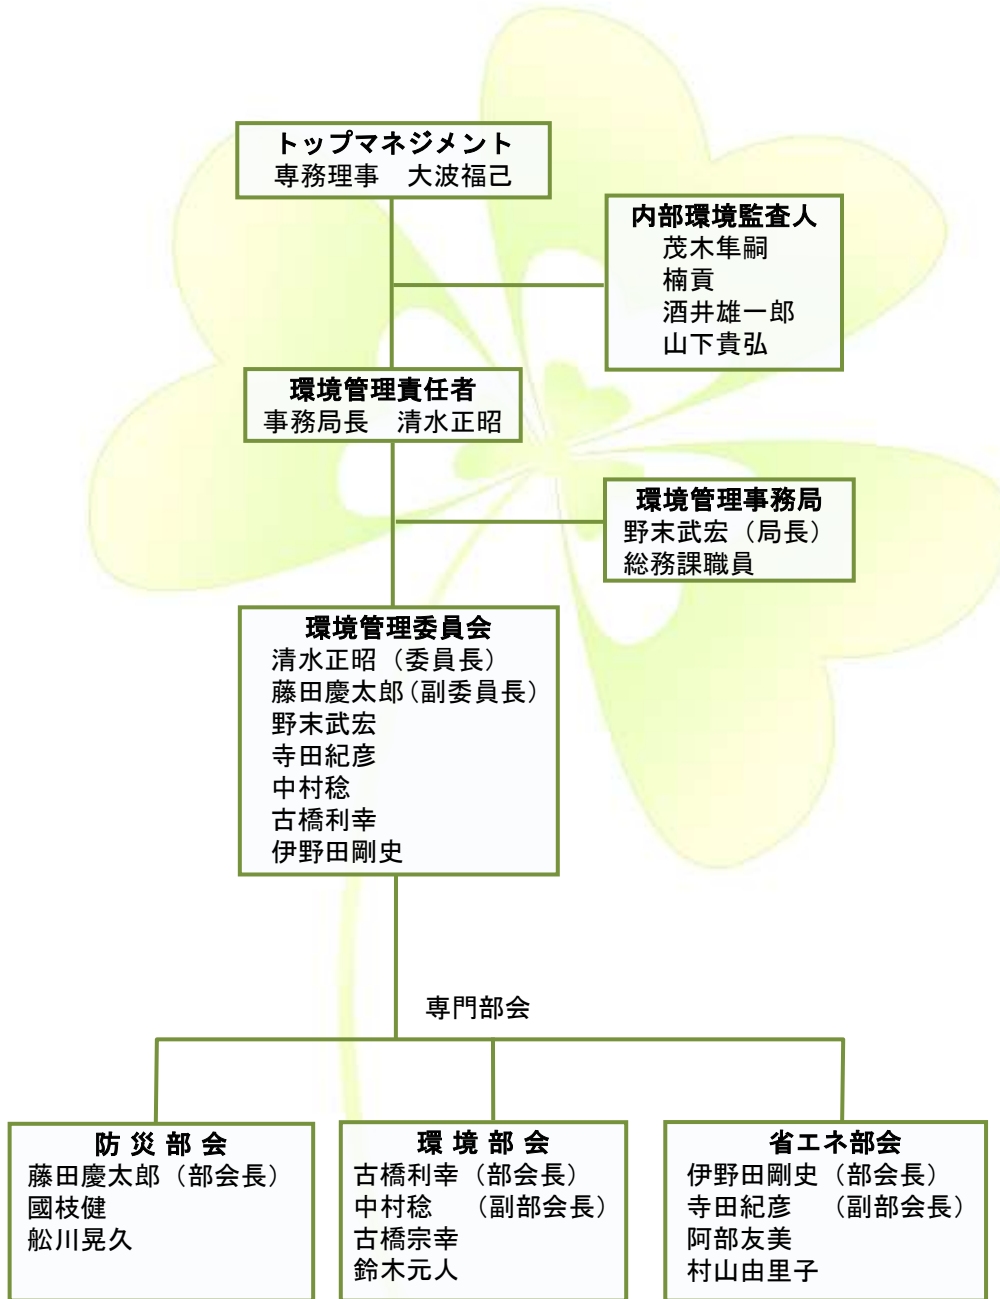 トップマネジメント
専務理事　大波福己
内部環境監査人
茂木隼嗣
楠貢
酒井雄一郎
山下貴弘
環境管理責任者
事務局長　清水正昭
環境管理事務局
野末武宏（局長）
総務課職員
環境管理委員会
清水正昭（委員長）
藤田慶太郎（副委員長）
野末武宏
寺田紀彦
中村稔
古橋利幸
伊野田剛史
専門部会
防 災 部 会
藤田慶太郎（部会長）
國枝健
舩川晃久
環 境 部 会
古橋利幸（部会長）
中村稔　（副部会長）
古橋宗幸
鈴木元人
省エネ部会
伊野田剛史（部会長）
寺田紀彦　（副部会長）
阿部友美
村山由里子